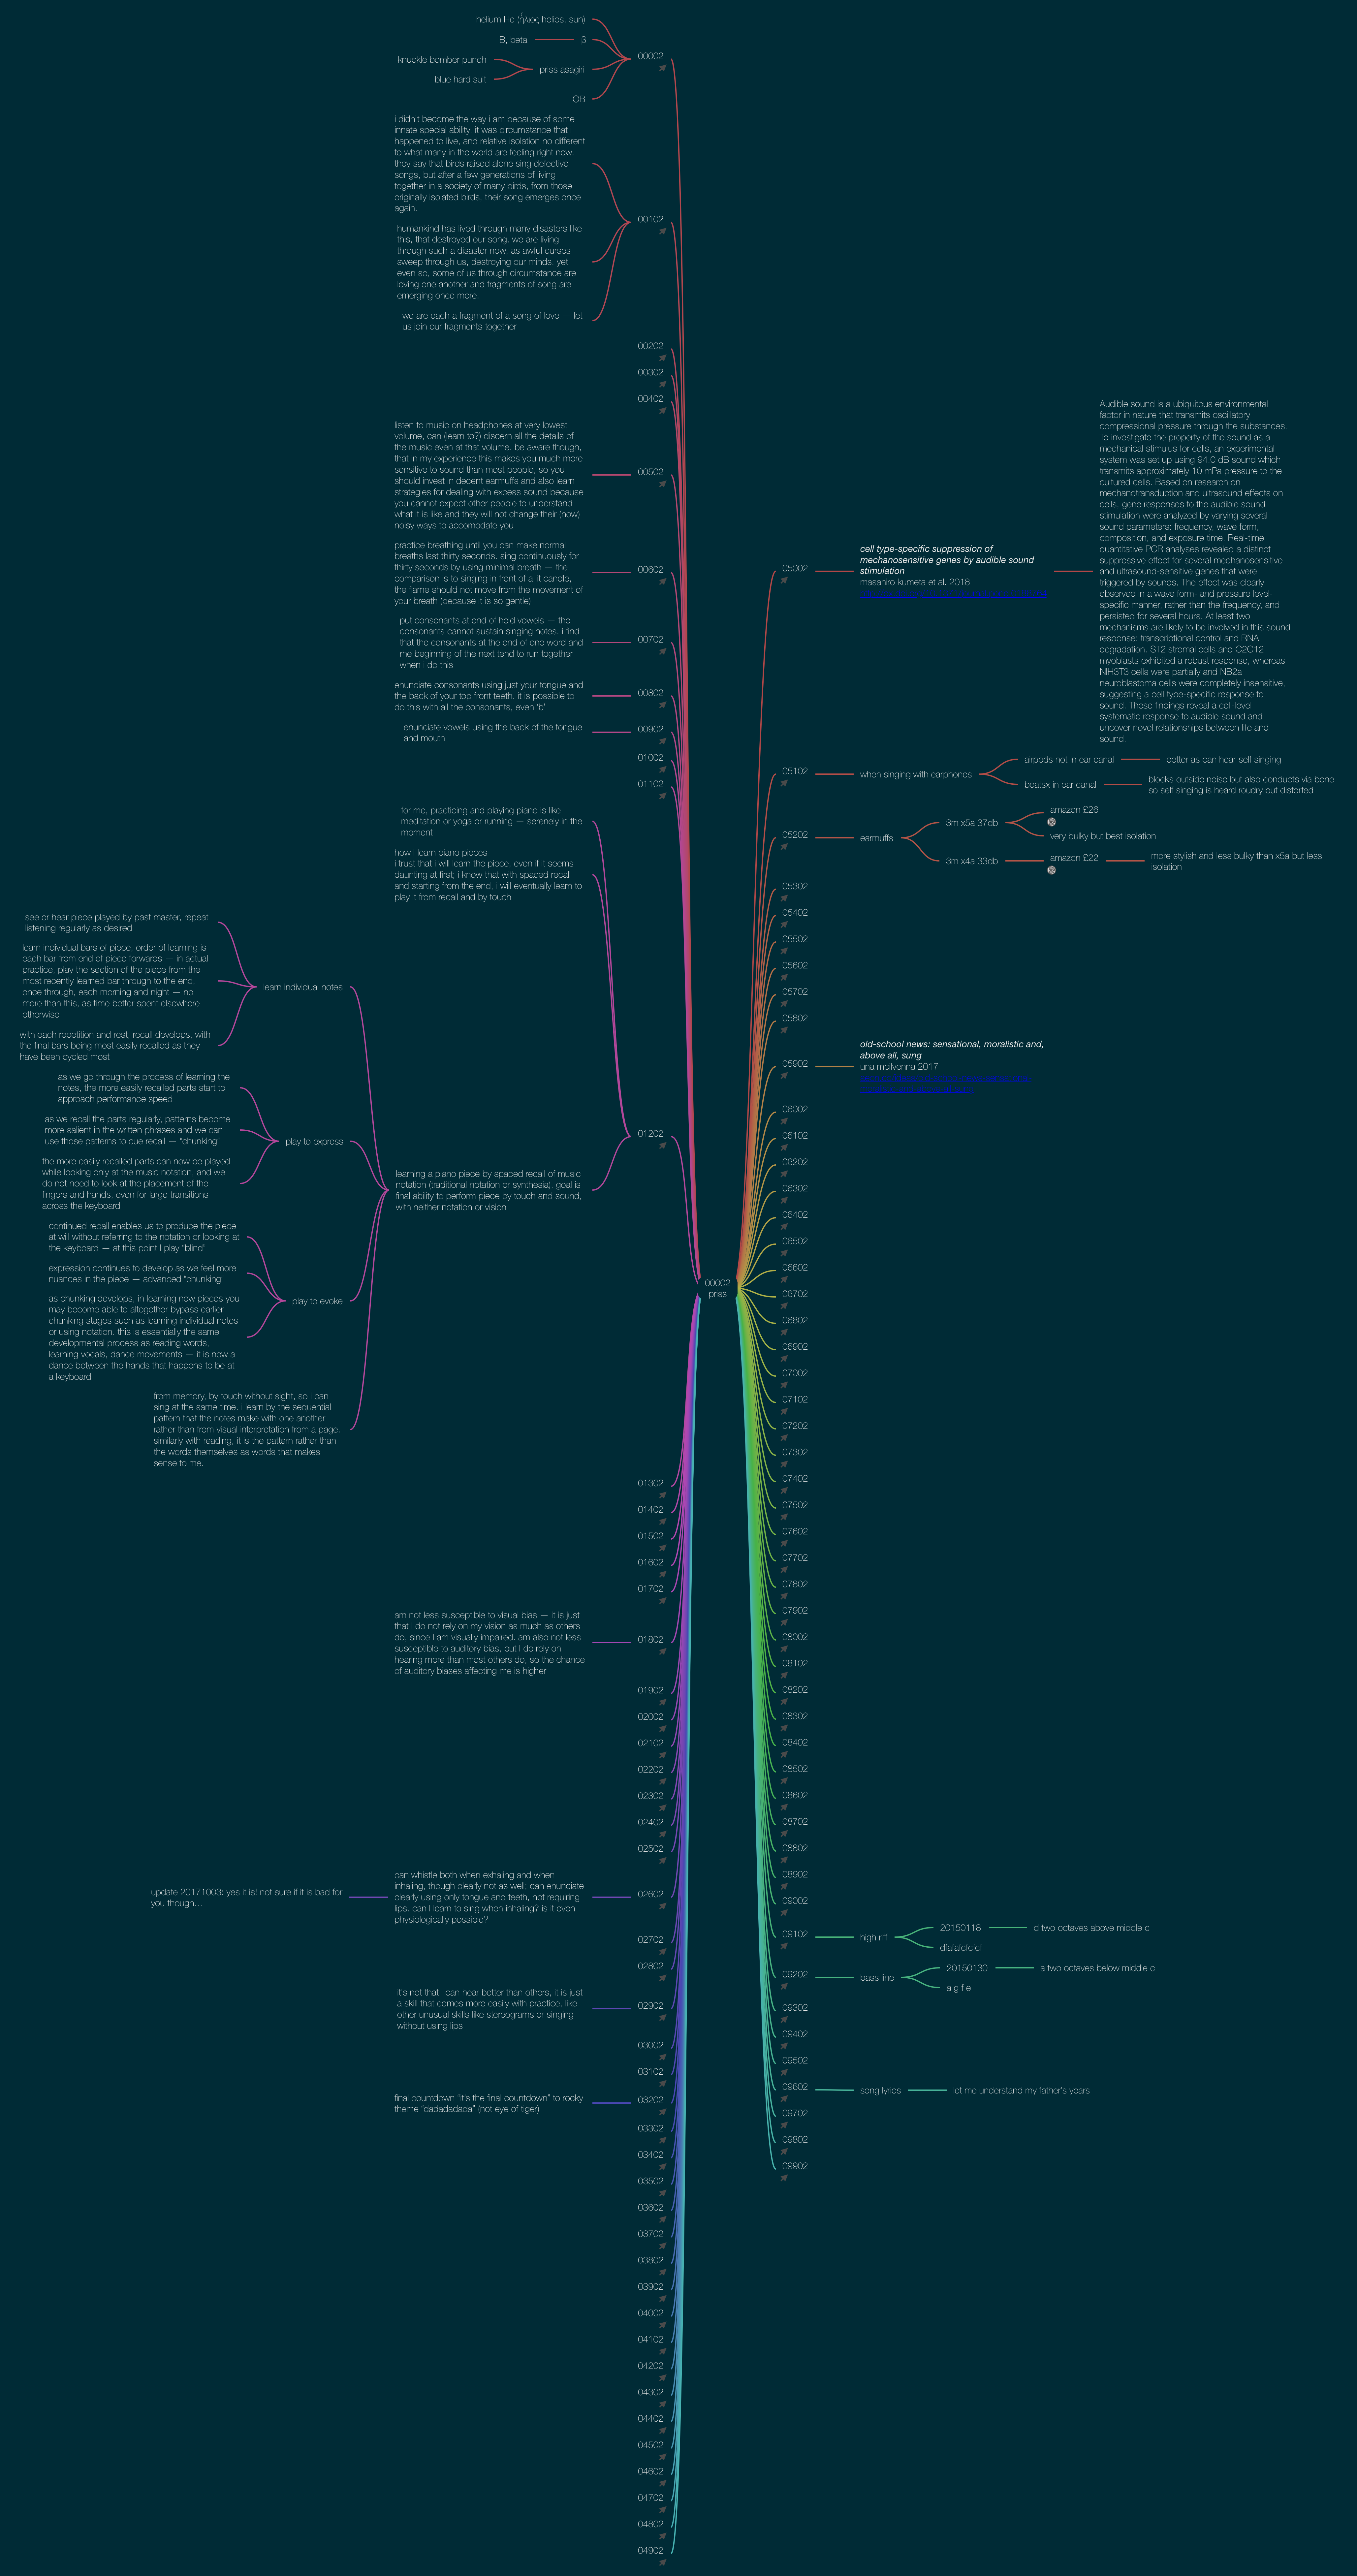 helium He (ἥλιος helios, sun)
B, beta
β
knuckle bomber punch
blue hard suit
priss asagiri
OB
00002
i didn't become the way i am because of some
innate special ability. it was circumstance that i
happened to live, and relative isolation no different
to what many in the world are feeling right now.
they say that birds raised alone sing defective
songs, but after a few generations of living
together in a society of many birds, from those
originally isolated birds, their song emerges once
again.
humankind has lived through many disasters like
this, that destroyed our song. we are living
through such a disaster now, as awful curses
sweep through us, destroying our minds. yet
even so, some of us through circumstance are
loving one another and fragments of song are
emerging once more.
we are each a fragment of a song of love — let
us join our fragments together
00102
00202
00302
00402
listen to music on headphones at very lowest
volume, can (learn to?) discern all the details of
the music even at that volume. be aware though,
that in my experience this makes you much more
sensitive to sound than most people, so you
should invest in decent earmuffs and also learn
strategies for dealing with excess sound because
you cannot expect other people to understand
what it is like and they will not change their (now)
noisy ways to accomodate you
00502
practice breathing until you can make normal
breaths last thirty seconds. sing continuously for
thirty seconds by using minimal breath — the
comparison is to singing in front of a lit candle,
the flame should not move from the movement of
your breath (because it is so gentle)
00602
put consonants at end of held vowels — the
consonants cannot sustain singing notes. i find
that the consonants at the end of one word and
rhe beginning of the next tend to run together
when i do this
00702
enunciate consonants using just your tongue and
the back of your top front teeth. it is possible to
do this with all the consonants, even 'b'
00802
enunciate vowels using the back of the tongue
and mouth
00902
01002
01102
for me, practicing and playing piano is like
meditation or yoga or running — serenely in the
moment
how I learn piano pieces
i trust that i will learn the piece, even if it seems
daunting at first; i know that with spaced recall
and starting from the end, i will eventually learn to
play it from recall and by touch
see or hear piece played by past master, repeat
listening regularly as desired
learn individual bars of piece, order of learning is
each bar from end of piece forwards — in actual
practice, play the section of the piece from the
most recently learned bar through to the end,
once through, each morning and night — no
more than this, as time better spent elsewhere
otherwise
with each repetition and rest, recall develops, with
the final bars being most easily recalled as they
have been cycled most
learn individual notes
as we go through the process of learning the
notes, the more easily recalled parts start to
approach performance speed
as we recall the parts regularly, patterns become
more salient in the written phrases and we can
use those patterns to cue recall — "chunking"
the more easily recalled parts can now be played
while looking only at the music notation, and we
do not need to look at the placement of the
fingers and hands, even for large transitions
across the keyboard
play to express
continued recall enables us to produce the piece
at will without referring to the notation or looking at
the keyboard — at this point I play "blind"
expression continues to develop as we feel more
nuances in the piece — advanced "chunking"
as chunking develops, in learning new pieces you
may become able to altogether bypass earlier
chunking stages such as learning individual notes
or using notation. this is essentially the same
developmental process as reading words,
learning vocals, dance movements — it is now a
dance between the hands that happens to be at
a keyboard
play to evoke
from memory, by touch without sight, so i can
sing at the same time. i learn by the sequential
pattern that the notes make with one another
rather than from visual interpretation from a page.
similarly with reading, it is the pattern rather than
the words themselves as words that makes
sense to me.
learning a piano piece by spaced recall of music
notation (traditional notation or synthesia). goal is
final ability to perform piece by touch and sound,
with neither notation or vision
01202
00002
priss
01302
01402
01502
01602
01702
am not less susceptible to visual bias — it is just
that I do not rely on my vision as much as others
do, since I am visually impaired. am also not less
susceptible to auditory bias, but I do rely on
hearing more than most others do, so the chance
of auditory biases affecting me is higher
01802
01902
02002
02102
02202
02302
02402
02502
update 20171003: yes it is! not sure if it is bad for
you though…
can whistle both when exhaling and when
inhaling, though clearly not as well; can enunciate
clearly using only tongue and teeth, not requiring
lips. can I learn to sing when inhaling? is it even
physiologically possible?
02602
02702
02802
it's not that i can hear better than others, it is just
a skill that comes more easily with practice, like
other unusual skills like stereograms or singing
without using lips
02902
03002
03102
final countdown "it's the final countdown" to rocky
theme "dadadadada" (not eye of tiger)
03202
03302
03402
03502
03602
03702
03802
03902
04002
04102
04202
04302
04402
04502
04602
04702
04802
04902
05002
cell type-specific suppression of
mechanosensitive genes by audible sound
stimulation
masahiro kumeta et al. 2018
Audible sound is a ubiquitous environmental
factor in nature that transmits oscillatory
compressional pressure through the substances.
To investigate the property of the sound as a
mechanical stimulus for cells, an experimental
system was set up using 94.0 dB sound which
transmits approximately 10 mPa pressure to the
cultured cells. Based on research on
mechanotransduction and ultrasound effects on
cells, gene responses to the audible sound
stimulation were analyzed by varying several
sound parameters: frequency, wave form,
composition, and exposure time. Real-time
quantitative PCR analyses revealed a distinct
suppressive effect for several mechanosensitive
and ultrasound-sensitive genes that were
triggered by sounds. The effect was clearly
observed in a wave form- and pressure level-
specific manner, rather than the frequency, and
persisted for several hours. At least two
mechanisms are likely to be involved in this sound
response: transcriptional control and RNA
degradation. ST2 stromal cells and C2C12
myoblasts exhibited a robust response, whereas
NIH3T3 cells were partially and NB2a
neuroblastoma cells were completely insensitive,
suggesting a cell type-specific response to
sound. These findings reveal a cell-level
systematic response to audible sound and
uncover novel relationships between life and
sound.
05102
when singing with earphones
airpods not in ear canal
better as can hear self singing
beatsx in ear canal
blocks outside noise but also conducts via bone
so self singing is heard roudry but distorted
05202
earmuffs
3m x5a 37db
amazon £26
very bulky but best isolation
3m x4a 33db
amazon £22
more stylish and less bulky than x5a but less
isolation
05302
05402
05502
05602
05702
05802
05902
old-school news: sensational, moralistic and,
above all, sung
una mcilvenna 2017
06002
06102
06202
06302
06402
06502
06602
06702
06802
06902
07002
07102
07202
07302
07402
07502
07602
07702
07802
07902
08002
08102
08202
08302
08402
08502
08602
08702
08802
08902
09002
09102
high riff
20150118
d two octaves above middle c
dfafafcfcfcf
09202
bass line
20150130
a two octaves below middle c
a g f e
09302
09402
09502
09602
song lyrics
let me understand my father's years
09702
09802
09902